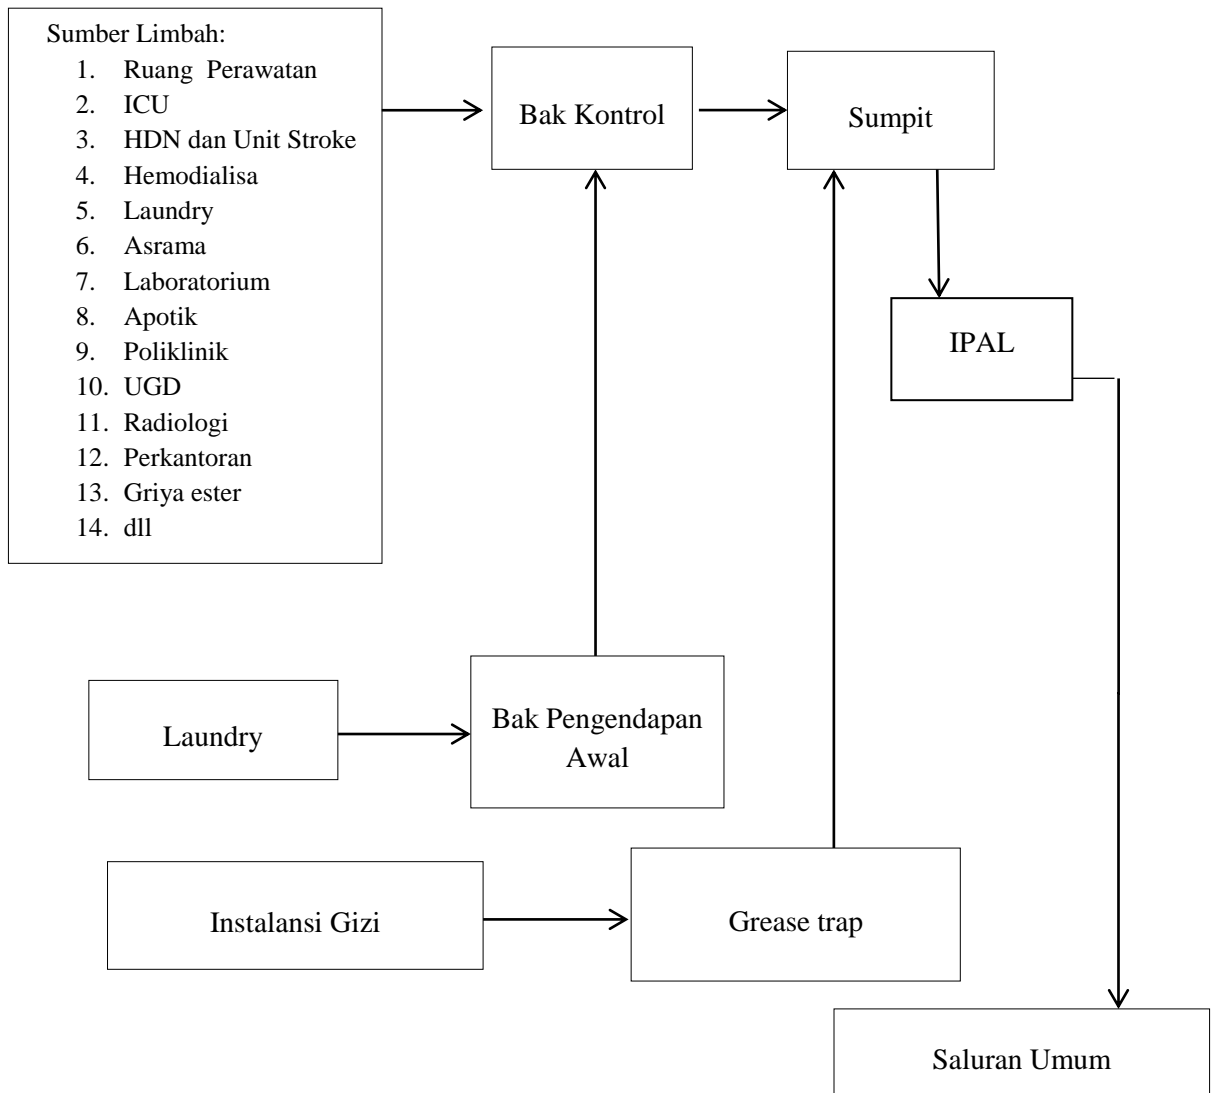 Sumber Limbah:
1. Ruang Perawatan
2. ICU
3. HDN dan Unit Stroke
4. Hemodialisa
5. Laundry
6. Asrama
7. Laboratorium
8. Apotik
9. Poliklinik
10. UGD
11. Radiologi
12. Perkantoran
13. Griya ester
14. dll
Bak Kontrol
Sumpit
IPAL
Laundry
Bak Pengendapan
Awal
Instalansi Gizi
Grease trap
Saluran Umum